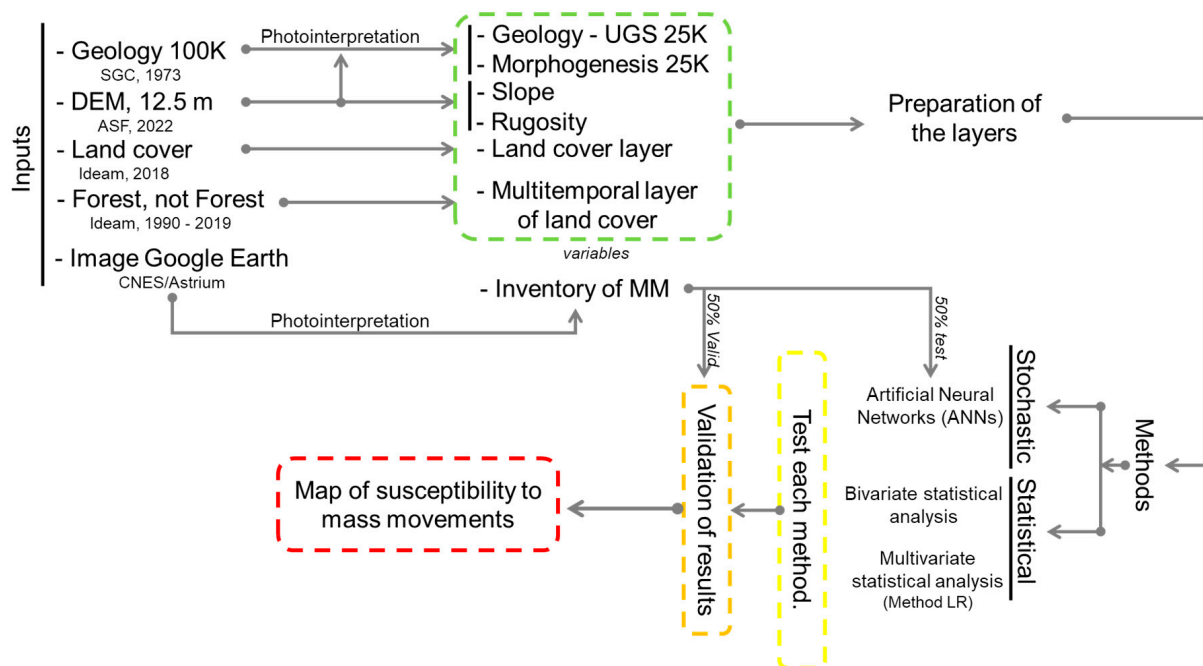 Inputs
- Geology 100K
SGC, 1973
- DEM, 12.5 m
ASF, 2022
- Land cover
Ideam, 2018
- Forest, not Forest
Ideam, 1990 - 2019
- Image Google Earth
CNES/Astrium
Photointerpretation
- Geology - UGS 25K
- Morphogenesis 25K
- Slope
- Rugosity
- Land cover layer
- Multitemporal layer
of land cover
variables
Preparation of
the layers
Photointerpretation
- Inventory of MM
50% Valid.
50% test
Methods
Stochastic
Artificial Neural
Networks (ANNs)
Statistical
Bivariate statistical
analysis
Multivariate
statistical analysis
(Method LR)
Test each method.
Validation of results
Map of susceptibility to
mass movements